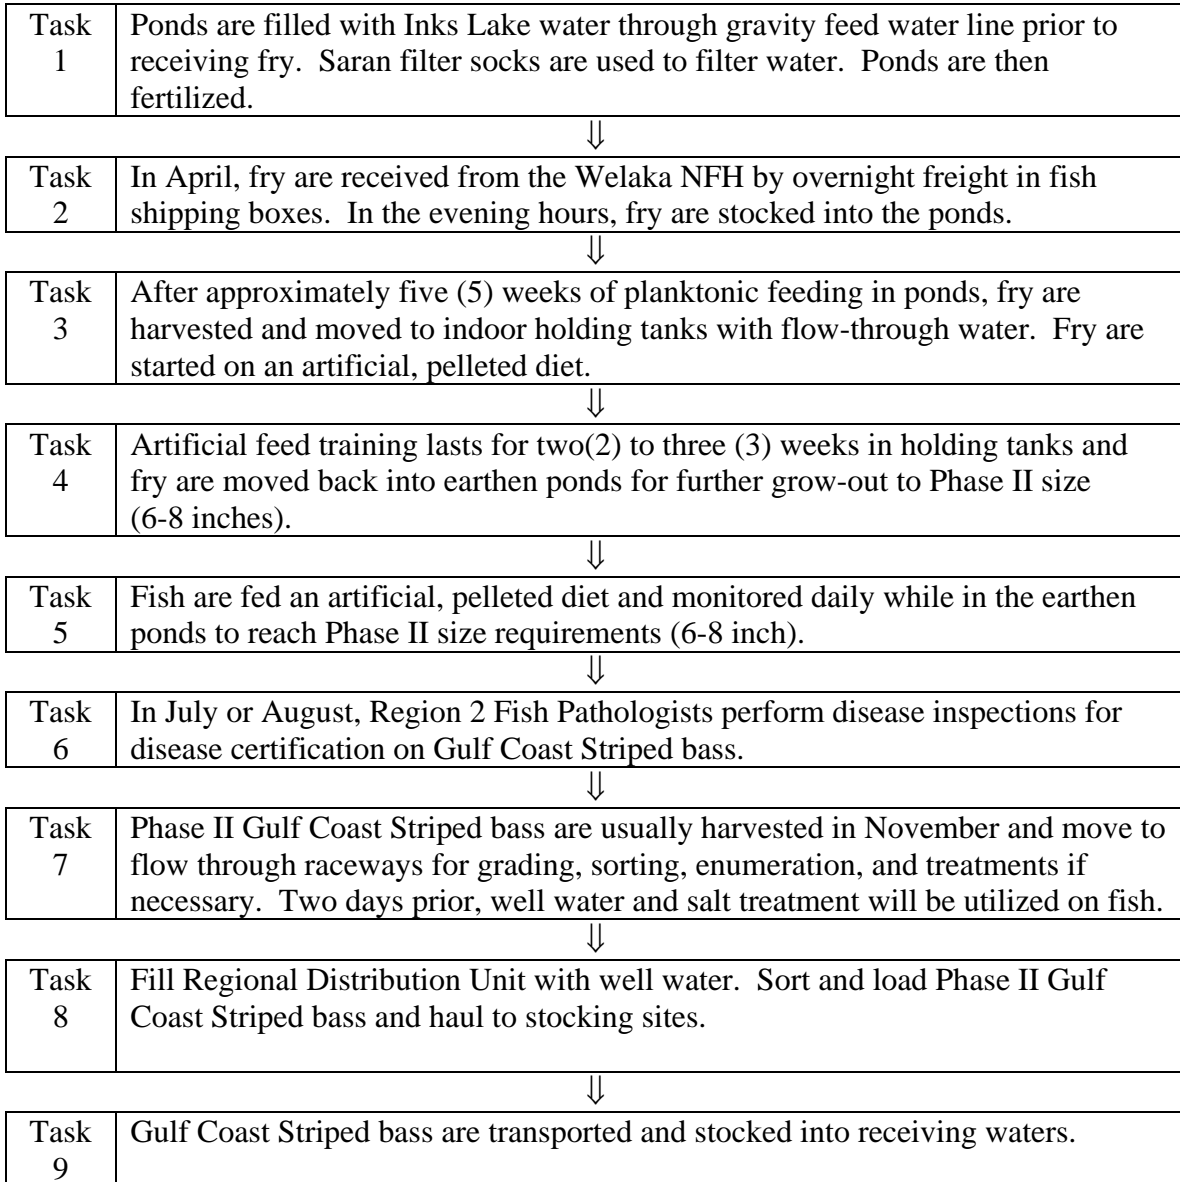 Task 1 Ponds are filled with Inks Lake water through gravity feed water line prior to
receiving fry. Saran filter socks are used to filter water. Ponds are then
fertilized.
⇓
Task 2 In April, fry are received from the Welaka NFH by overnight freight in fish
shipping boxes. In the evening hours, fry are stocked into the ponds.
⇓
Task 3 After approximately five (5) weeks of planktonic feeding in ponds, fry are
harvested and moved to indoor holding tanks with flow-through water. Fry are
started on an artificial, pelleted diet.
⇓
Task 4 Artificial feed training lasts for two(2) to three (3) weeks in holding tanks and
fry are moved back into earthen ponds for further grow-out to Phase II size
(6-8 inches).
⇓
Task 5 Fish are fed an artificial, pelleted diet and monitored daily while in the earthen
ponds to reach Phase II size requirements (6-8 inch).
⇓
Task 6 In July or August, Region 2 Fish Pathologists perform disease inspections for
disease certification on Gulf Coast Striped bass.
⇓
Task 7 Phase II Gulf Coast Striped bass are usually harvested in November and move to
flow through raceways for grading, sorting, enumeration, and treatments if
necessary. Two days prior, well water and salt treatment will be utilized on fish.
⇓
Task 8 Fill Regional Distribution Unit with well water. Sort and load Phase II Gulf
Coast Striped bass and haul to stocking sites.
⇓
Task 9 Gulf Coast Striped bass are transported and stocked into receiving waters.